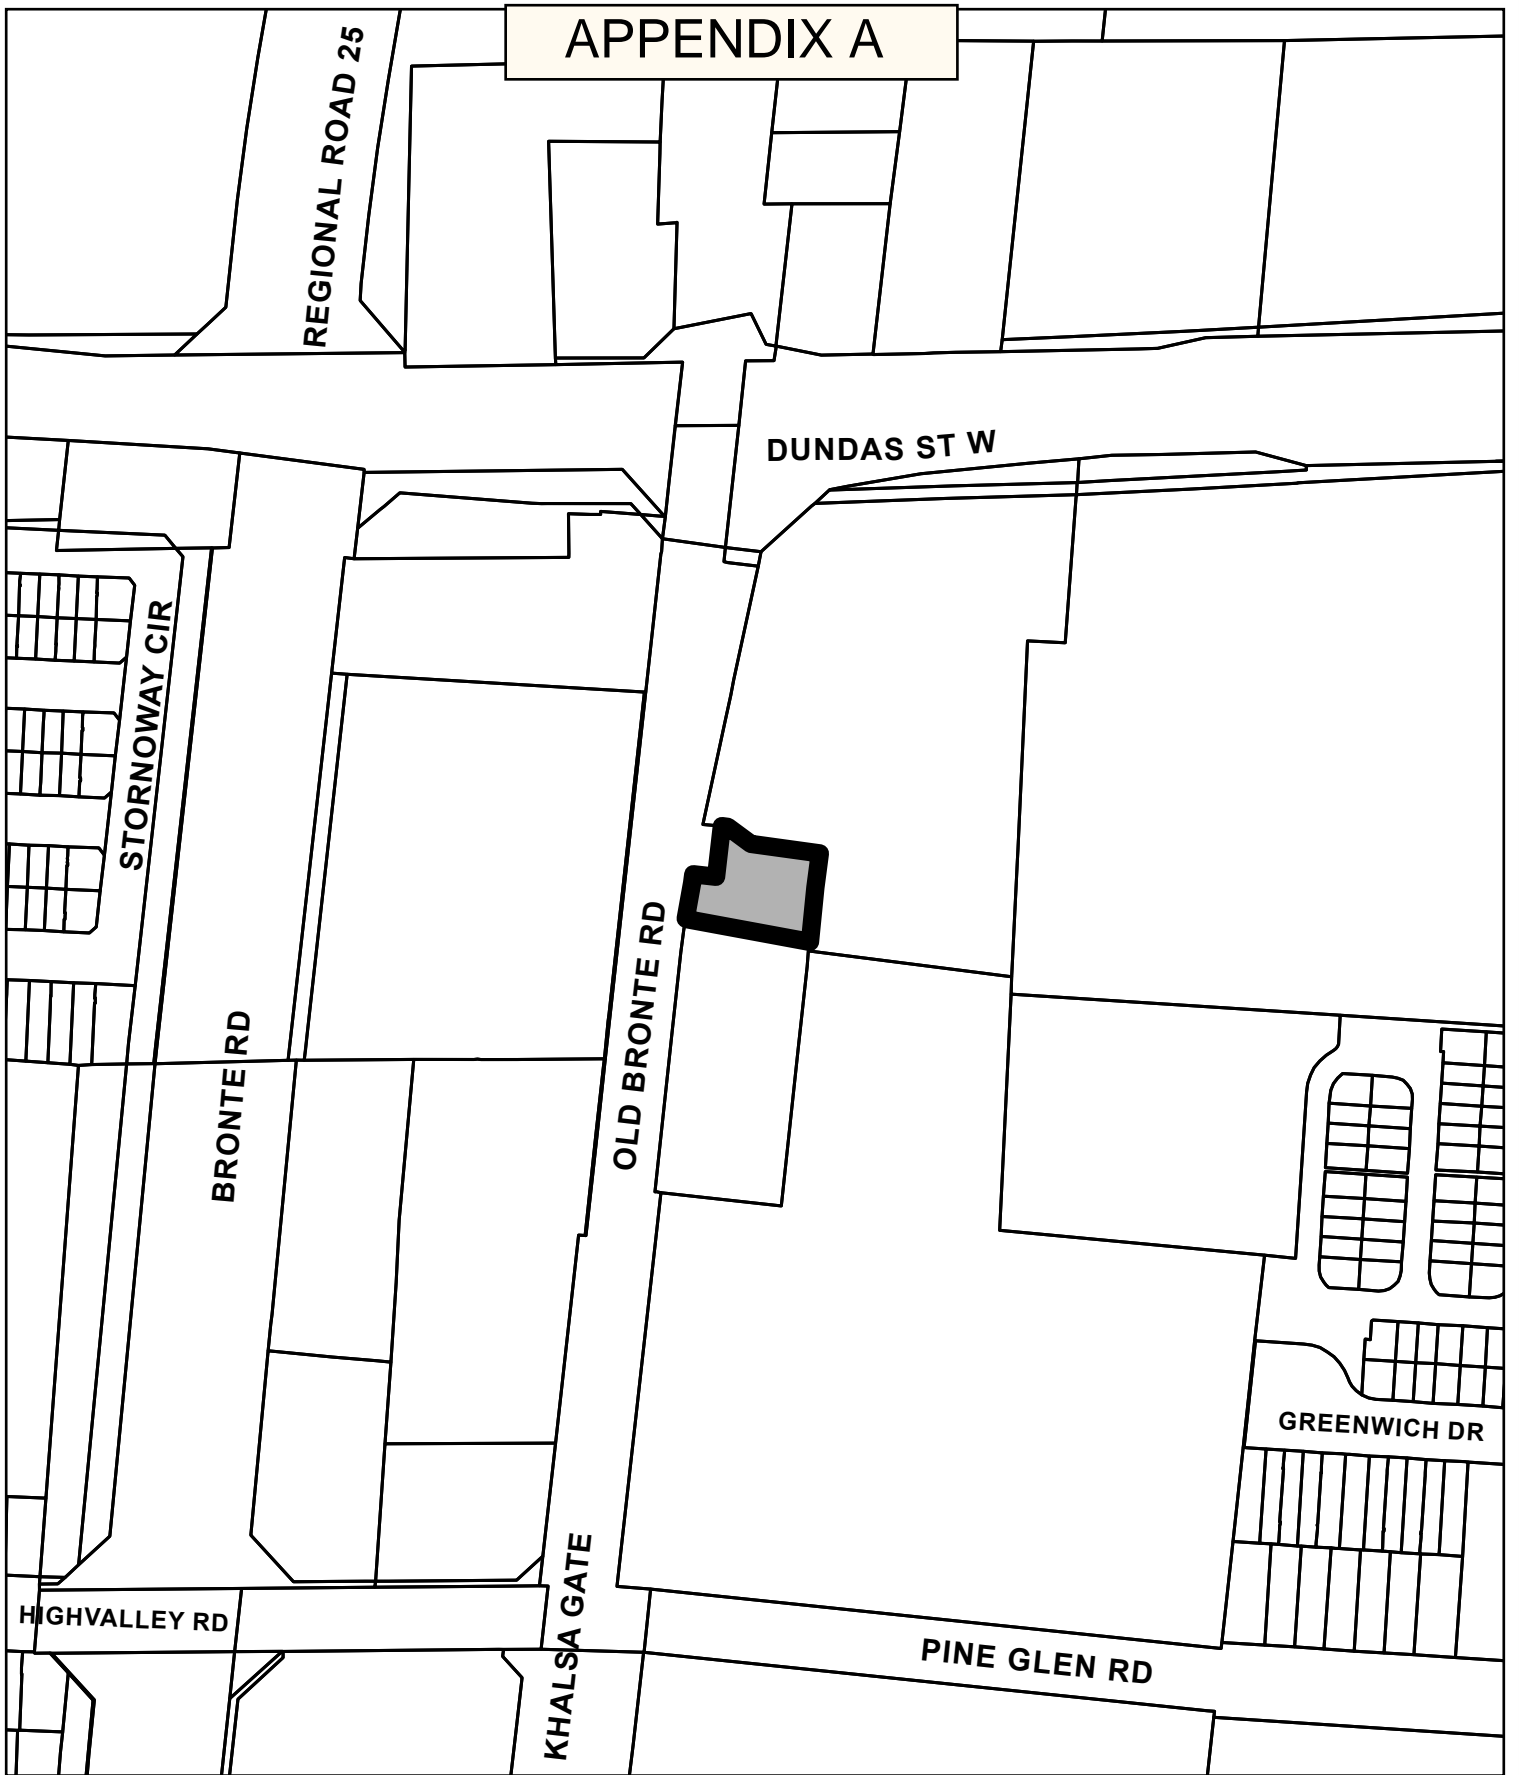 APPENDIX A
REGIONAL ROAD 25
DUNDAS ST W
STORNOWAY CIR
OLD BRONTE RD
BRONTE RD
GREENWICH DR
KHALSA GATE
HIGHVALLEY RD
PINE GLEN RD